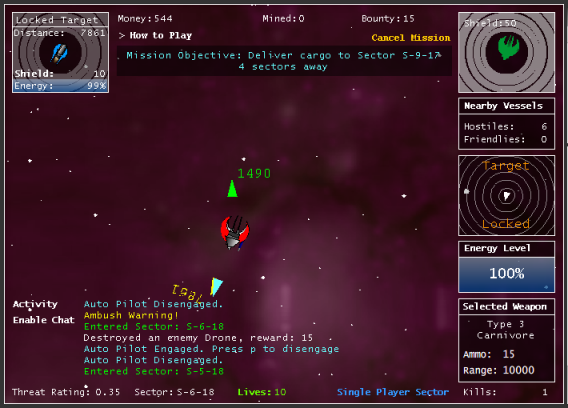 Locked Target
Distance: 7861
Shield: 10
Energy: 99%
Money: 544
Mined: 0
Bounty: 15
> How to Play
Cancel Mission
Mission Objective: Deliver cargo to Sector S-9-17
4 sectors away
Shield: 50
Nearby Vessels
Hostiles: 6
Friendlies: 0
Target
Locked
Energy Level
100%
Selected Weapon
Type 3
Carnivore
Ammo: 15
Range: 10000
1490
7861
Activity
Enable Chat
Auto Pilot Disengaged.
Ambush Warning!
Entered Sector: S-6-18
Destroyed an enemy Drone, reward: 15
Auto Pilot Engaged. Press p to disengage
Auto Pilot Disengaged.
Entered Sector: S-5-18
Threat Rating: 0.35
Sector: S-6-18
Lives: 10
Single Player Sector
Kills: 1